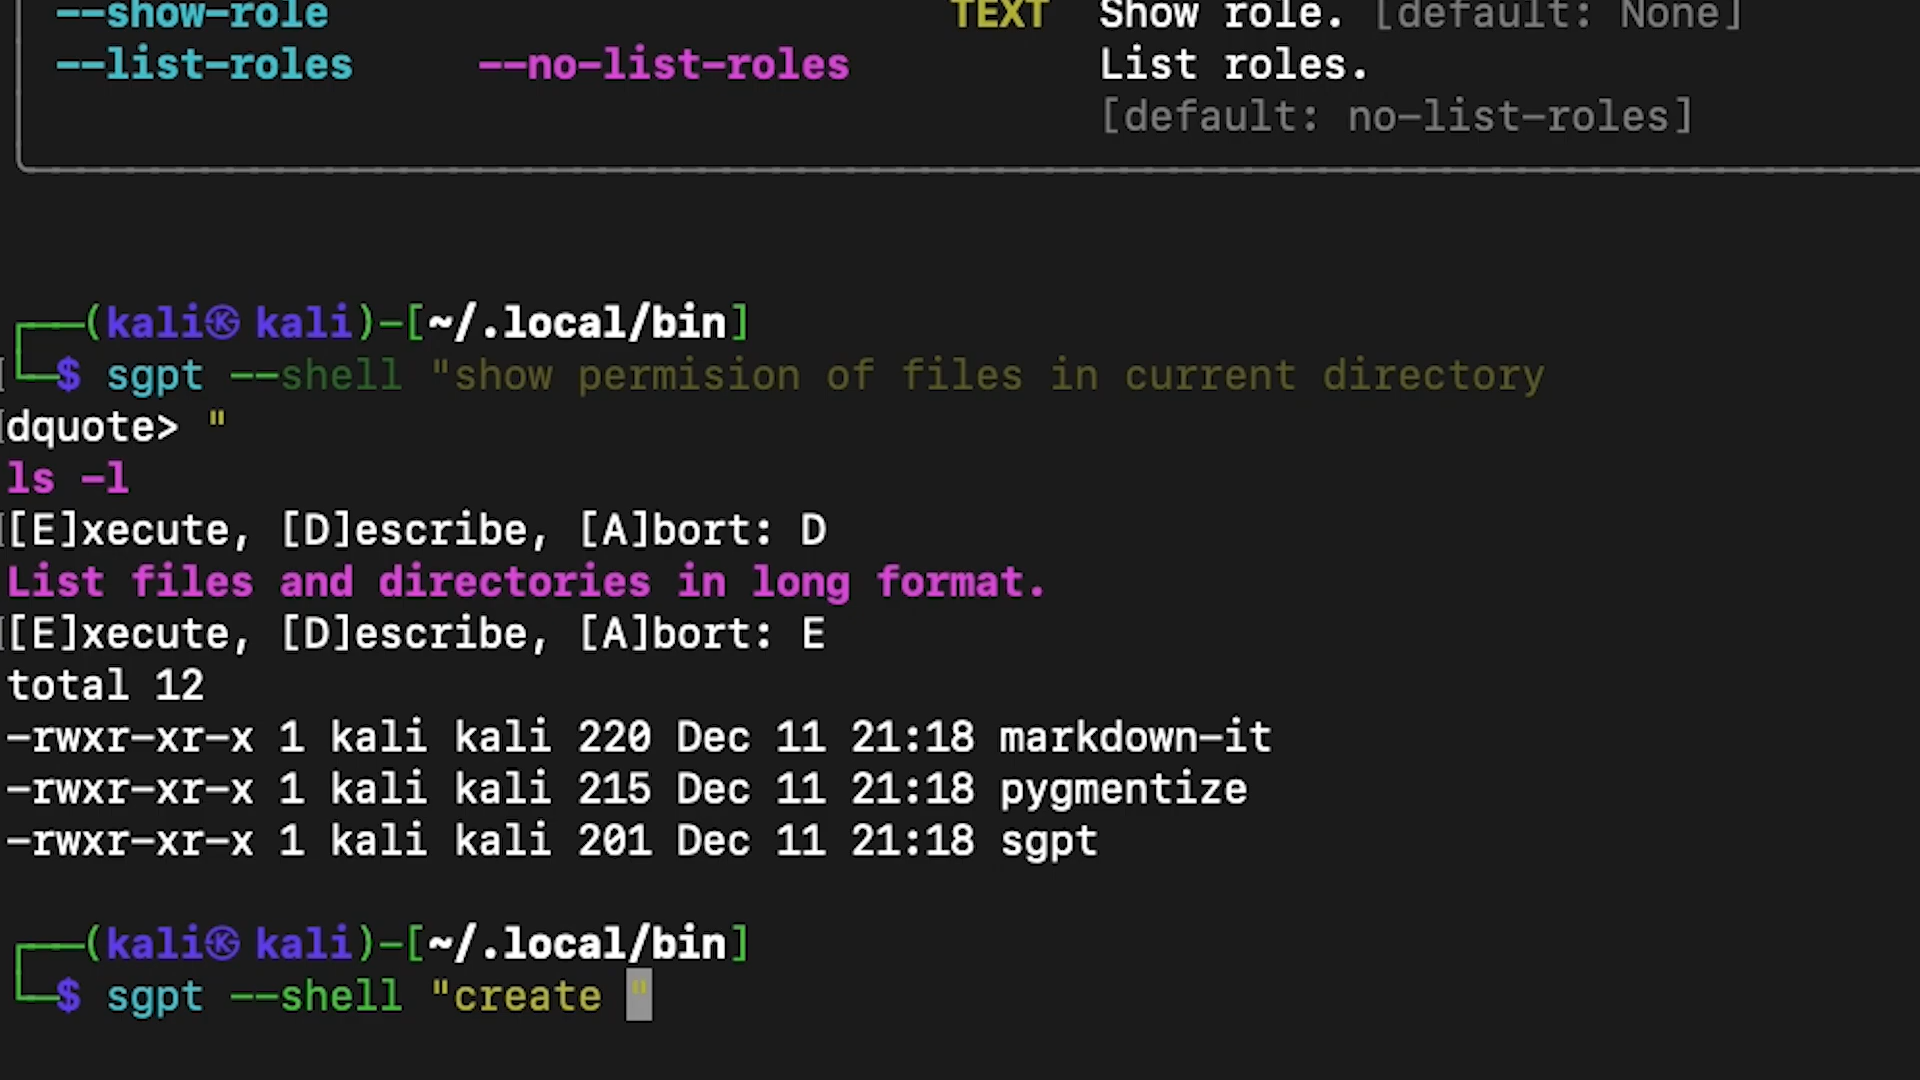 --show-role TEXT Show role. [default: None]
--list-roles --no-list-roles List roles.
[default: no-list-roles]
(kali㉿kali)-[~/.local/bin]
$ sgpt --shell "show permision of files in current directory
dquote> "
ls -l
[E]xecute, [D]escribe, [A]bort: D
List files and directories in long format.
[E]xecute, [D]escribe, [A]bort: E
total 12
-rwxr-xr-x 1 kali kali 220 Dec 11 21:18 markdown-it
-rwxr-xr-x 1 kali kali 215 Dec 11 21:18 pygmentize
-rwxr-xr-x 1 kali kali 201 Dec 11 21:18 sgpt
(kali㉿kali)-[~/.local/bin]
$ sgpt --shell "create "